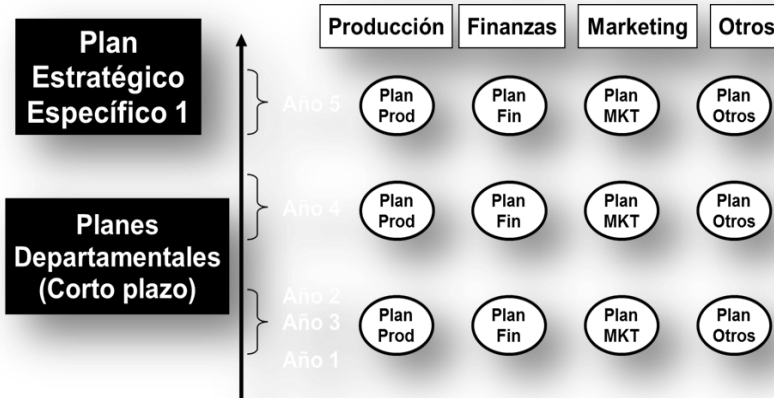 Producción Finanzas Marketing Otros
Plan
Estratégico
Específico 1
Año 5
Plan
Prod
Plan
Fin
Plan
MKT
Plan
Otros
Planes
Departamentales
(Corto plazo)
Año 4
Plan
Prod
Plan
Fin
Plan
MKT
Plan
Otros
Año 2
Año 3
Año 1
Plan
Prod
Plan
Fin
Plan
MKT
Plan
Otros